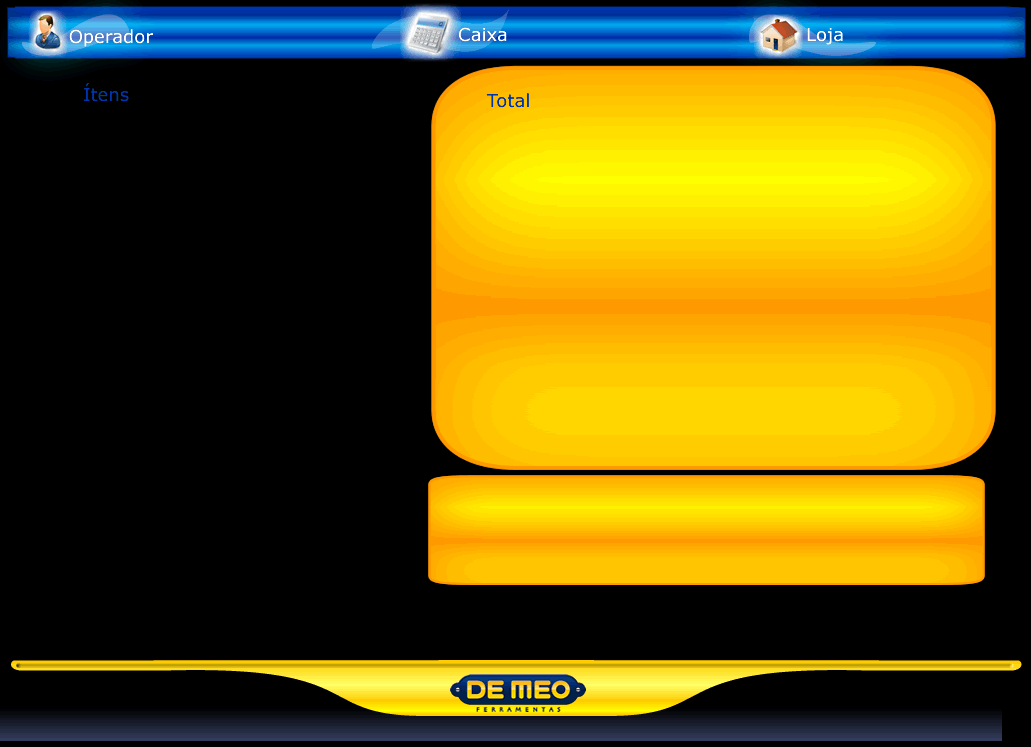 Operador
Caixa
Loja
Ítens
Total
DE MEO
FERRAMENTAS